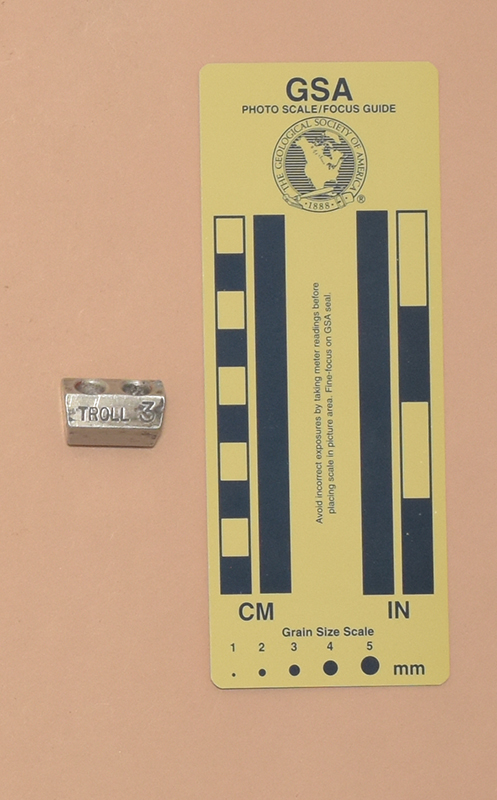 TROLL 3
GSA
PHOTO SCALE/FOCUS GUIDE
THE GEOLOGICAL SOCIETY OF AMERICA
·1888·
®
Avoid incorrect exposures by taking meter readings before
placing scale in picture area. Fine-focus on GSA seal.
CM
IN
Grain Size Scale
1 2 3 4 5
mm